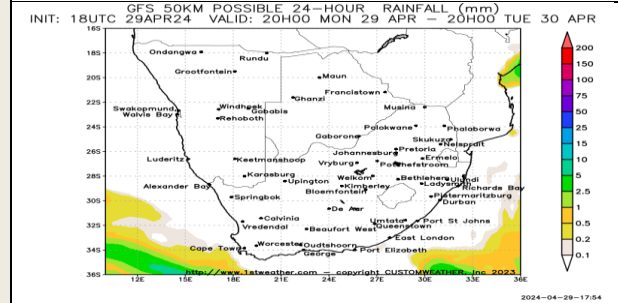 GFS 50KM POSSIBLE 24-HOUR RAINFALL (mm)
INIT: 18UTC 29APR24 VALID: 20H00 MON 29 APR - 20H00 TUE 30 APR
16S
Ondangwa
Rundu
200
18S
150
Grootfontein
100
20S
Maun
75
Francistown
22S
Ghanzi
50
Swakopmund
Windhoek
Gobabis
Musina
Walvis Bay
Rehoboth
25
24S
Polokwane
Phalaborwa
15
Gaborone
Skukuza
Nelspruit
10
26S
Johannesburg
Pretoria
Luderitz
Keetmanshoop
Vryburg
Ermelo
5
28S
Karasburg
Upington
Welkom
Bethlehem
Ulundi
2.5
Alexander Bay
Kimberley
Ladysmith
Richards Bay
Bloemfontein
1
30S
Springbok
Pietermaritzburg
De Aar
Durban
0.5
Calvinia
Umtata
Port St Johns
32S
Vredendal
Beaufort West
Queenstown
0.2
East London
34S
Cape Town
Worcester
Oudtshoorn
Port Elizabeth
0.1
George
36S
http://www.1stweather.com - copyright CUSTOMWEATHER, Inc 2023
12E 15E 18E 21E 24E 27E 30E 33E 36E
2024-04-29-17:54